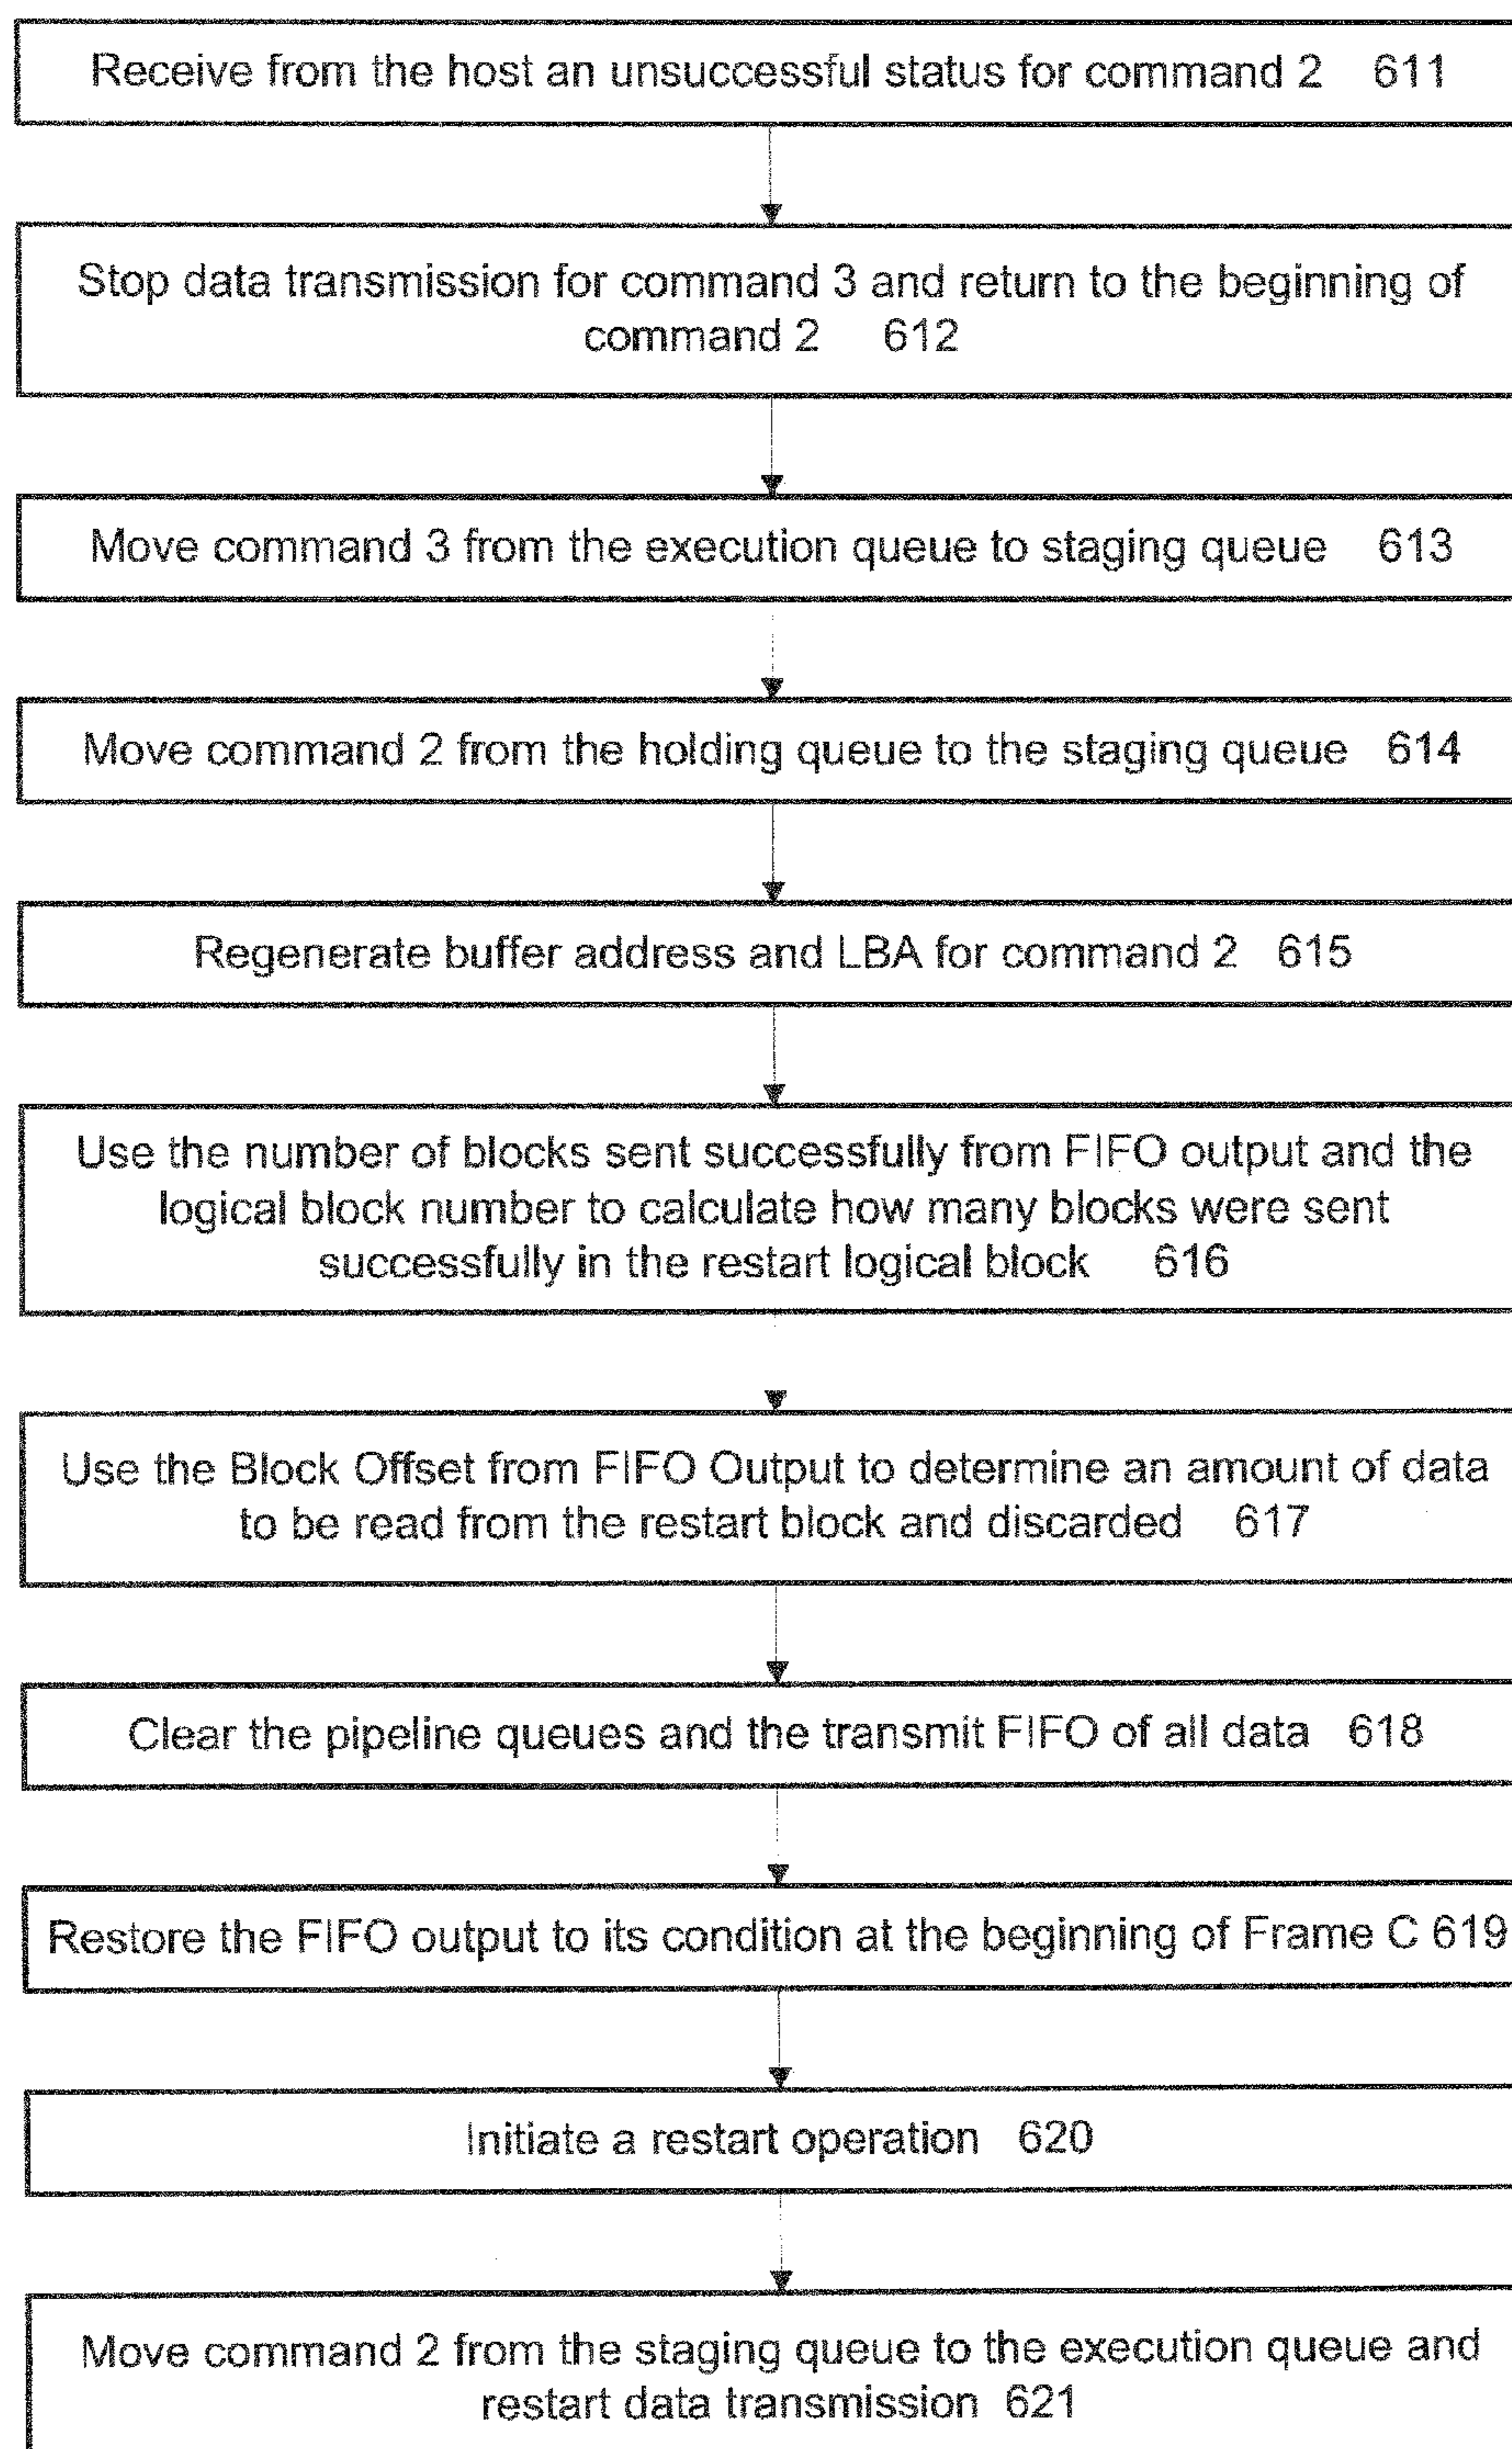 Receive from the host an unsuccessful status for command 2 611
Stop data transmission for command 3 and return to the beginning of
command 2 612
Move command 3 from the execution queue to staging queue 613
Move command 2 from the holding queue to the staging queue 614
Regenerate buffer address and LBA for command 2 615
Use the number of blocks sent successfully from FIFO output and the
logical block number to calculate how many blocks were sent
successfully in the restart logical block 616
Use the Block Offset from FIFO Output to determine an amount of data
to be read from the restart block and discarded 617
Clear the pipeline queues and the transmit FIFO of all data 618
Restore the FIFO output to its condition at the beginning of Frame C 619
Initiate a restart operation 620
Move command 2 from the staging queue to the execution queue and
restart data transmission 621